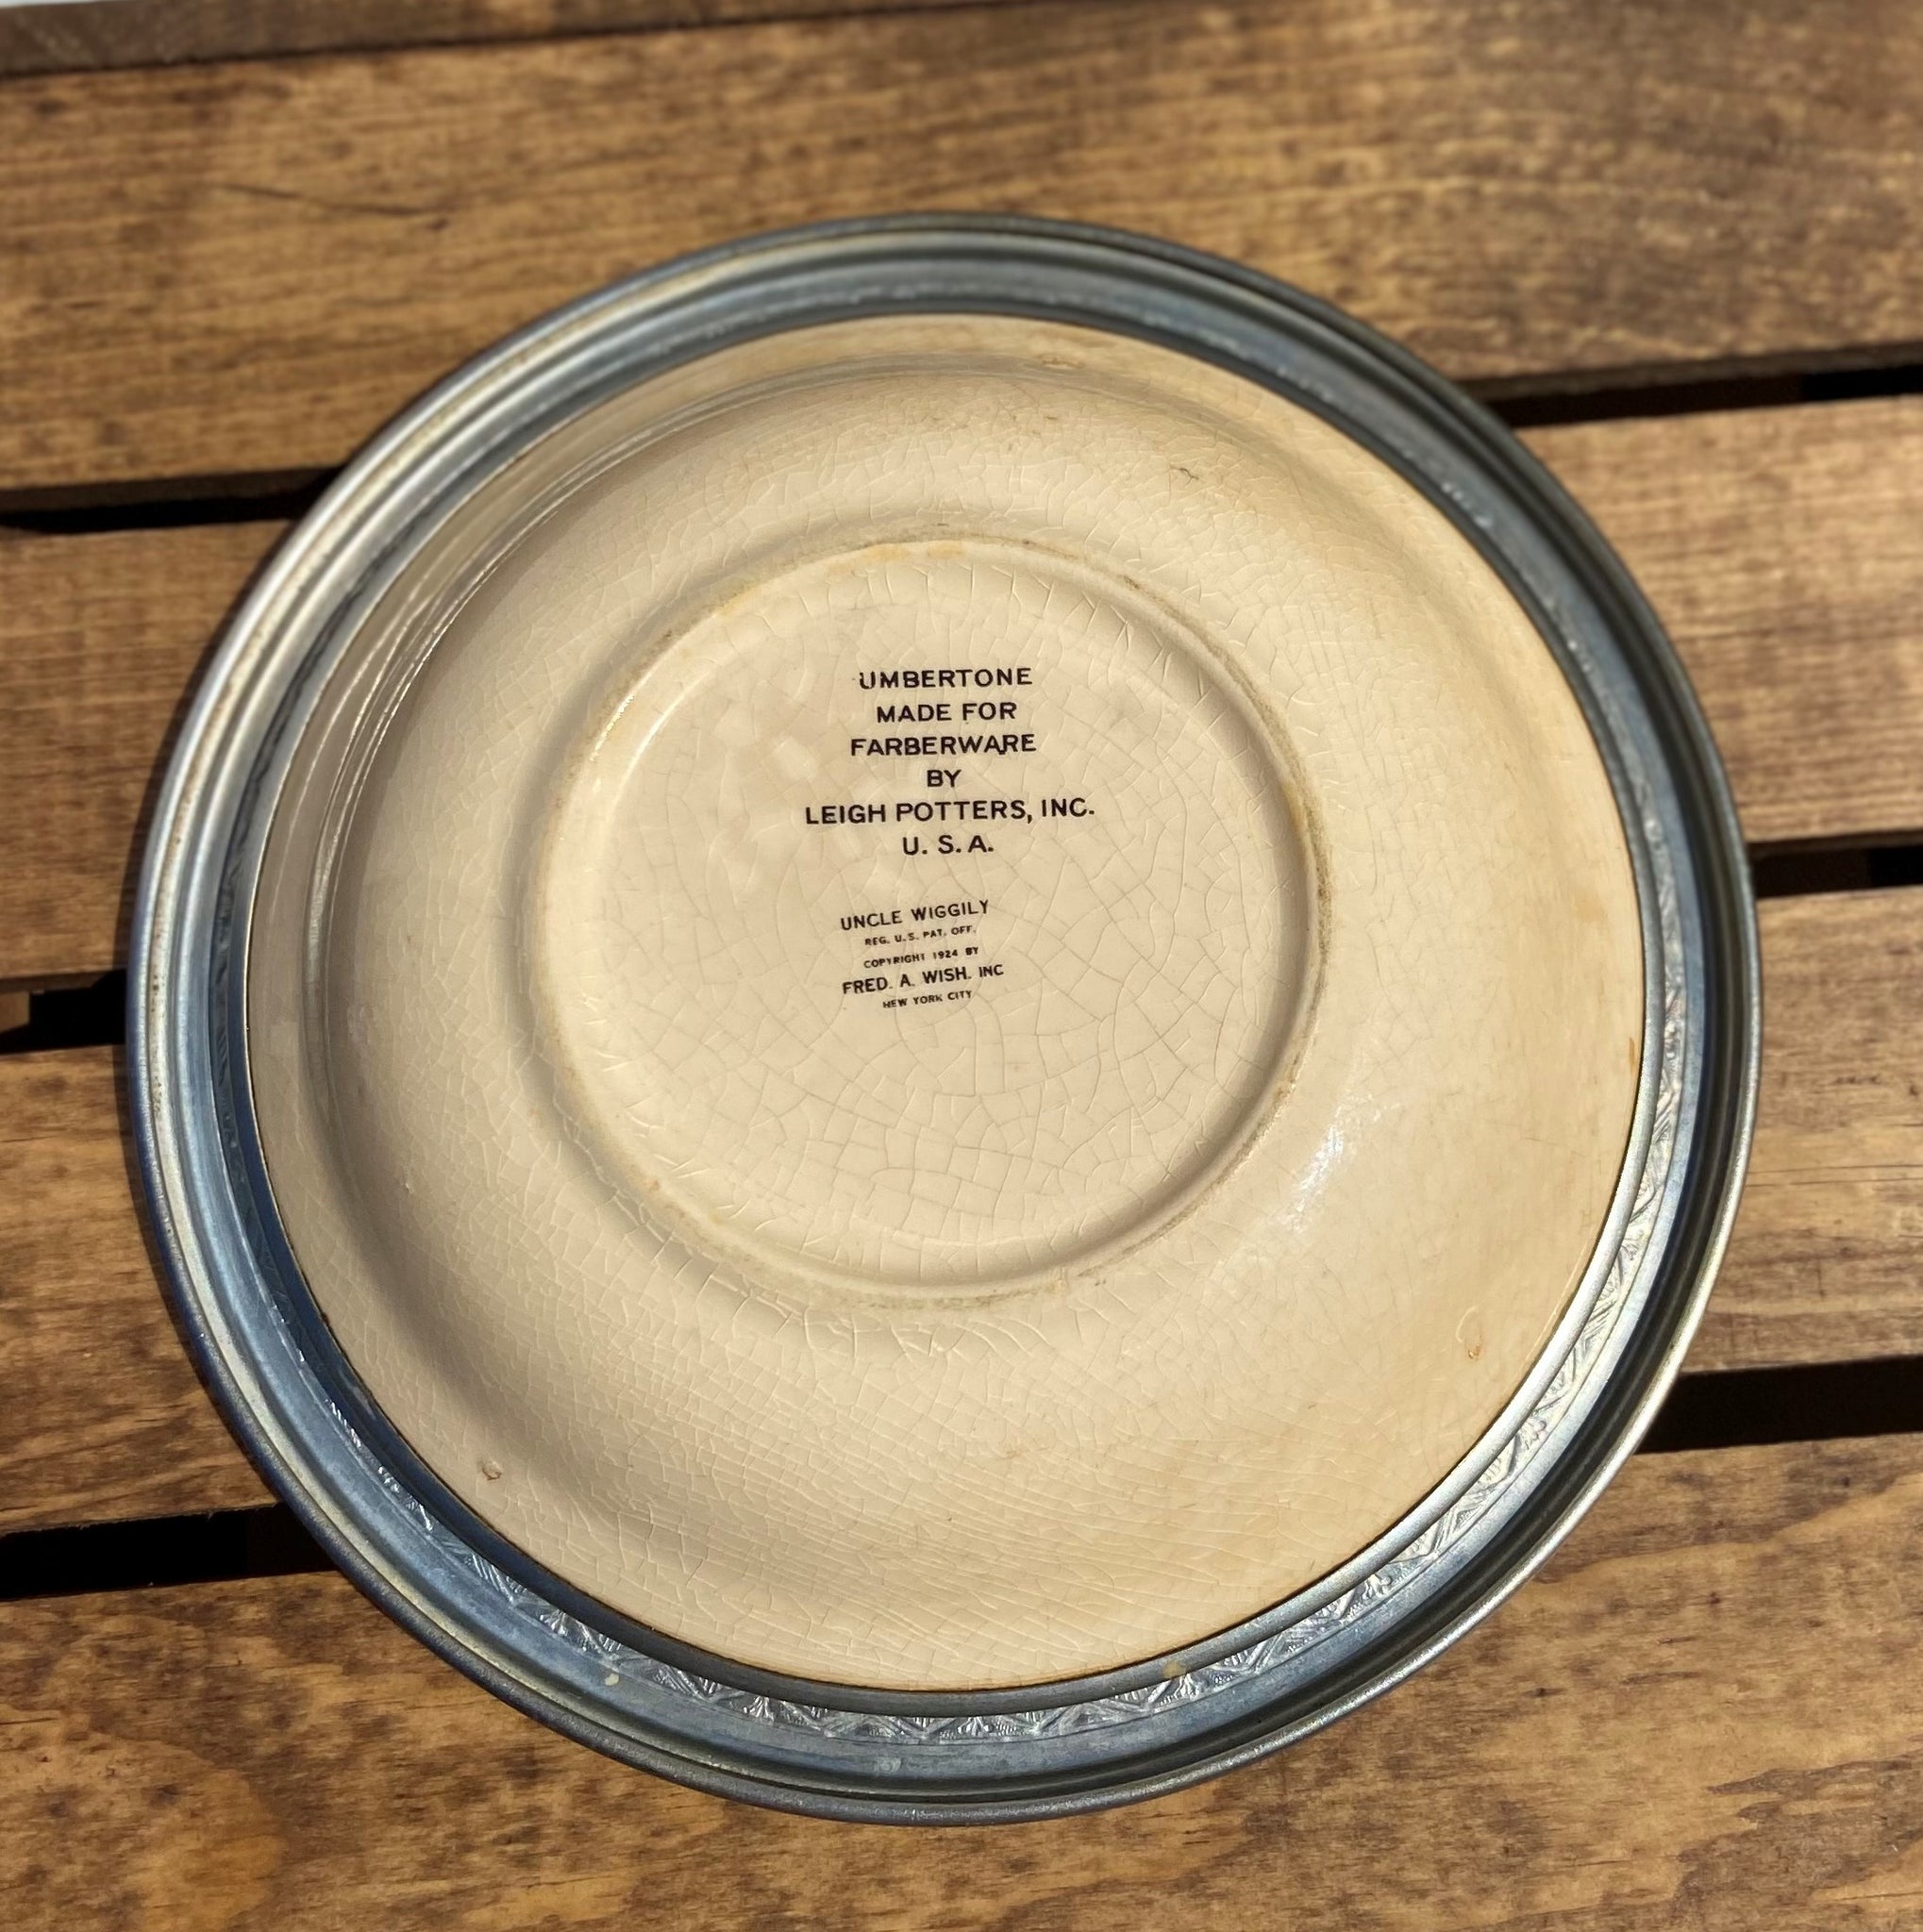 UMBERTONE
MADE FOR
FARBERWARE
BY
LEIGH POTTERS, INC.
U. S. A.
UNCLE WIGGILY
REG. U.S. PAT. OFF.
COPYRIGHT 1924 BY
FRED. A. WISH. INC
NEW YORK CITY